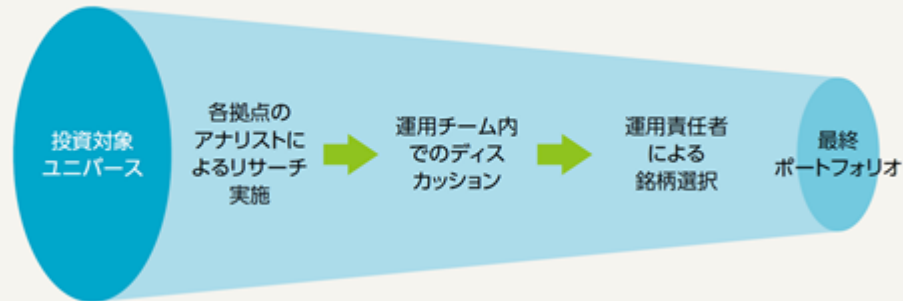 投資対象
ユニバース
各拠点の
アナリストに
よるリサーチ
実施
運用チーム内
でのディス
カッション
運用責任者
による
銘柄選択
最終
ポートフォリオ